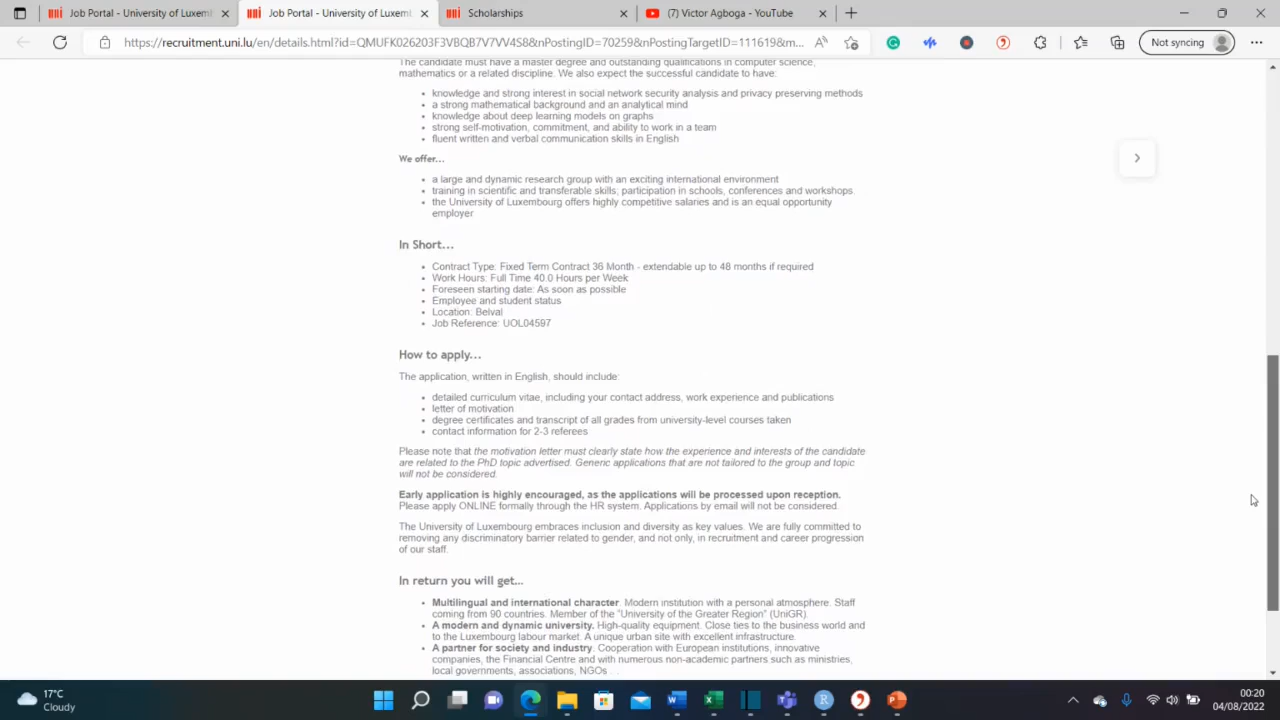 Job Portal - University of Luxem
Job Portal - University of Luxem
Scholarships
(7) Victor Agboga - YouTube
https://recruitment.uni.lu/en/details.html?id=QMUFK026203F3VBQB7V7VV4S8&nPostingID=70259&nPostingTargetID=111619&m...
Not syncing
The candidate must have a master degree and outstanding qualifications in computer science,
mathematics or a related discipline. We also expect the successful candidate to have:
knowledge and strong interest in social network security analysis and privacy preserving methods
a strong mathematical background and an analytical mind
knowledge about deep learning models on graphs
strong self-motivation, commitment, and ability to work in a team
fluent written and verbal communication skills in English
We offer...
a large and dynamic research group with an exciting international environment
training in scientific and transferable skills; participation in schools, conferences and workshops
the University of Luxembourg offers highly competitive salaries and is an equal opportunity
employer
In Short...
Contract Type: Fixed Term Contract 36 Month - extendable up to 48 months if required
Work Hours: Full Time 40.0 Hours per Week
Foreseen starting date: As soon as possible
Employee and student status
Location: Belval
Job Reference: UOL04597
How to apply...
The application, written in English, should include:
detailed curriculum vitae, including your contact address, work experience and publications
letter of motivation
degree certificates and transcript of all grades from university-level courses taken
contact information for 2-3 referees
Please note that the motivation letter must clearly state how the experience and interests of the candidate
are related to the PhD topic advertised. Generic applications that are not tailored to the group and topic
will not be considered.
Early application is highly encouraged, as the applications will be processed upon reception.
Please apply ONLINE formally through the HR system. Applications by email will not be considered.
The University of Luxembourg embraces inclusion and diversity as key values. We are fully committed to
removing any discriminatory barrier related to gender, and not only, in recruitment and career progression
of our staff.
In return you will get...
Multilingual and international character. Modern institution with a personal atmosphere. Staff
coming from 90 countries. Member of the "University of the Greater Region" (UniGR).
A modern and dynamic university. High-quality equipment. Close ties to the business world and
to the Luxembourg labour market. A unique urban site with excellent infrastructure.
A partner for society and industry. Cooperation with European institutions, innovative
companies, the Financial Centre and with numerous non-academic partners such as ministries,
local governments, associations, NGOs ...
17°C
Cloudy
00:20
04/08/2022